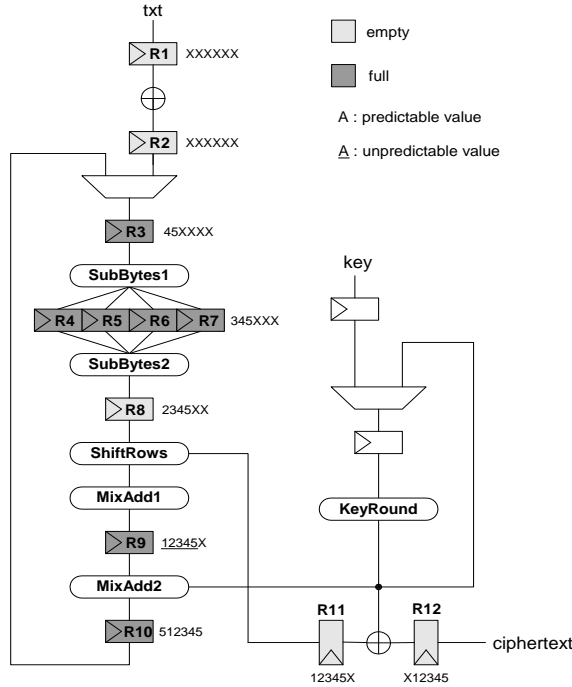 txt
R1 XXXXXX
R2 XXXXXX
R3 45XXXX
SubBytes1
R4 R5 R6 R7 345XXX
SubBytes2
R8 2345XX
ShiftRows
MixAdd1
R9 12345X
MixAdd2
R10 512345
empty
full
A : predictable value
A : unpredictable value
key
KeyRound
R11 R12
ciphertext
12345X X12345